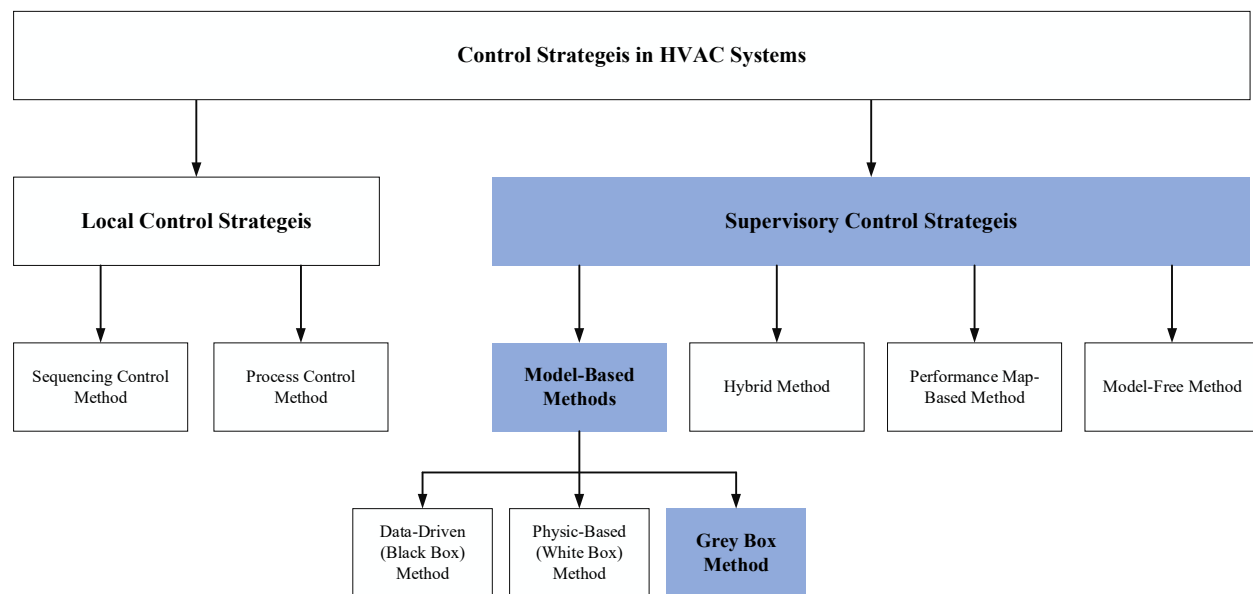 Control Strategeis in HVAC Systems
Local Control Strategeis
Supervisory Control Strategeis
Sequencing Control
Method
Process Control
Method
Model-Based
Methods
Hybrid Method
Performance Map-
Based Method
Model-Free Method
Data-Driven
(Black Box)
Method
Physic-Based
(White Box)
Method
Grey Box
Method